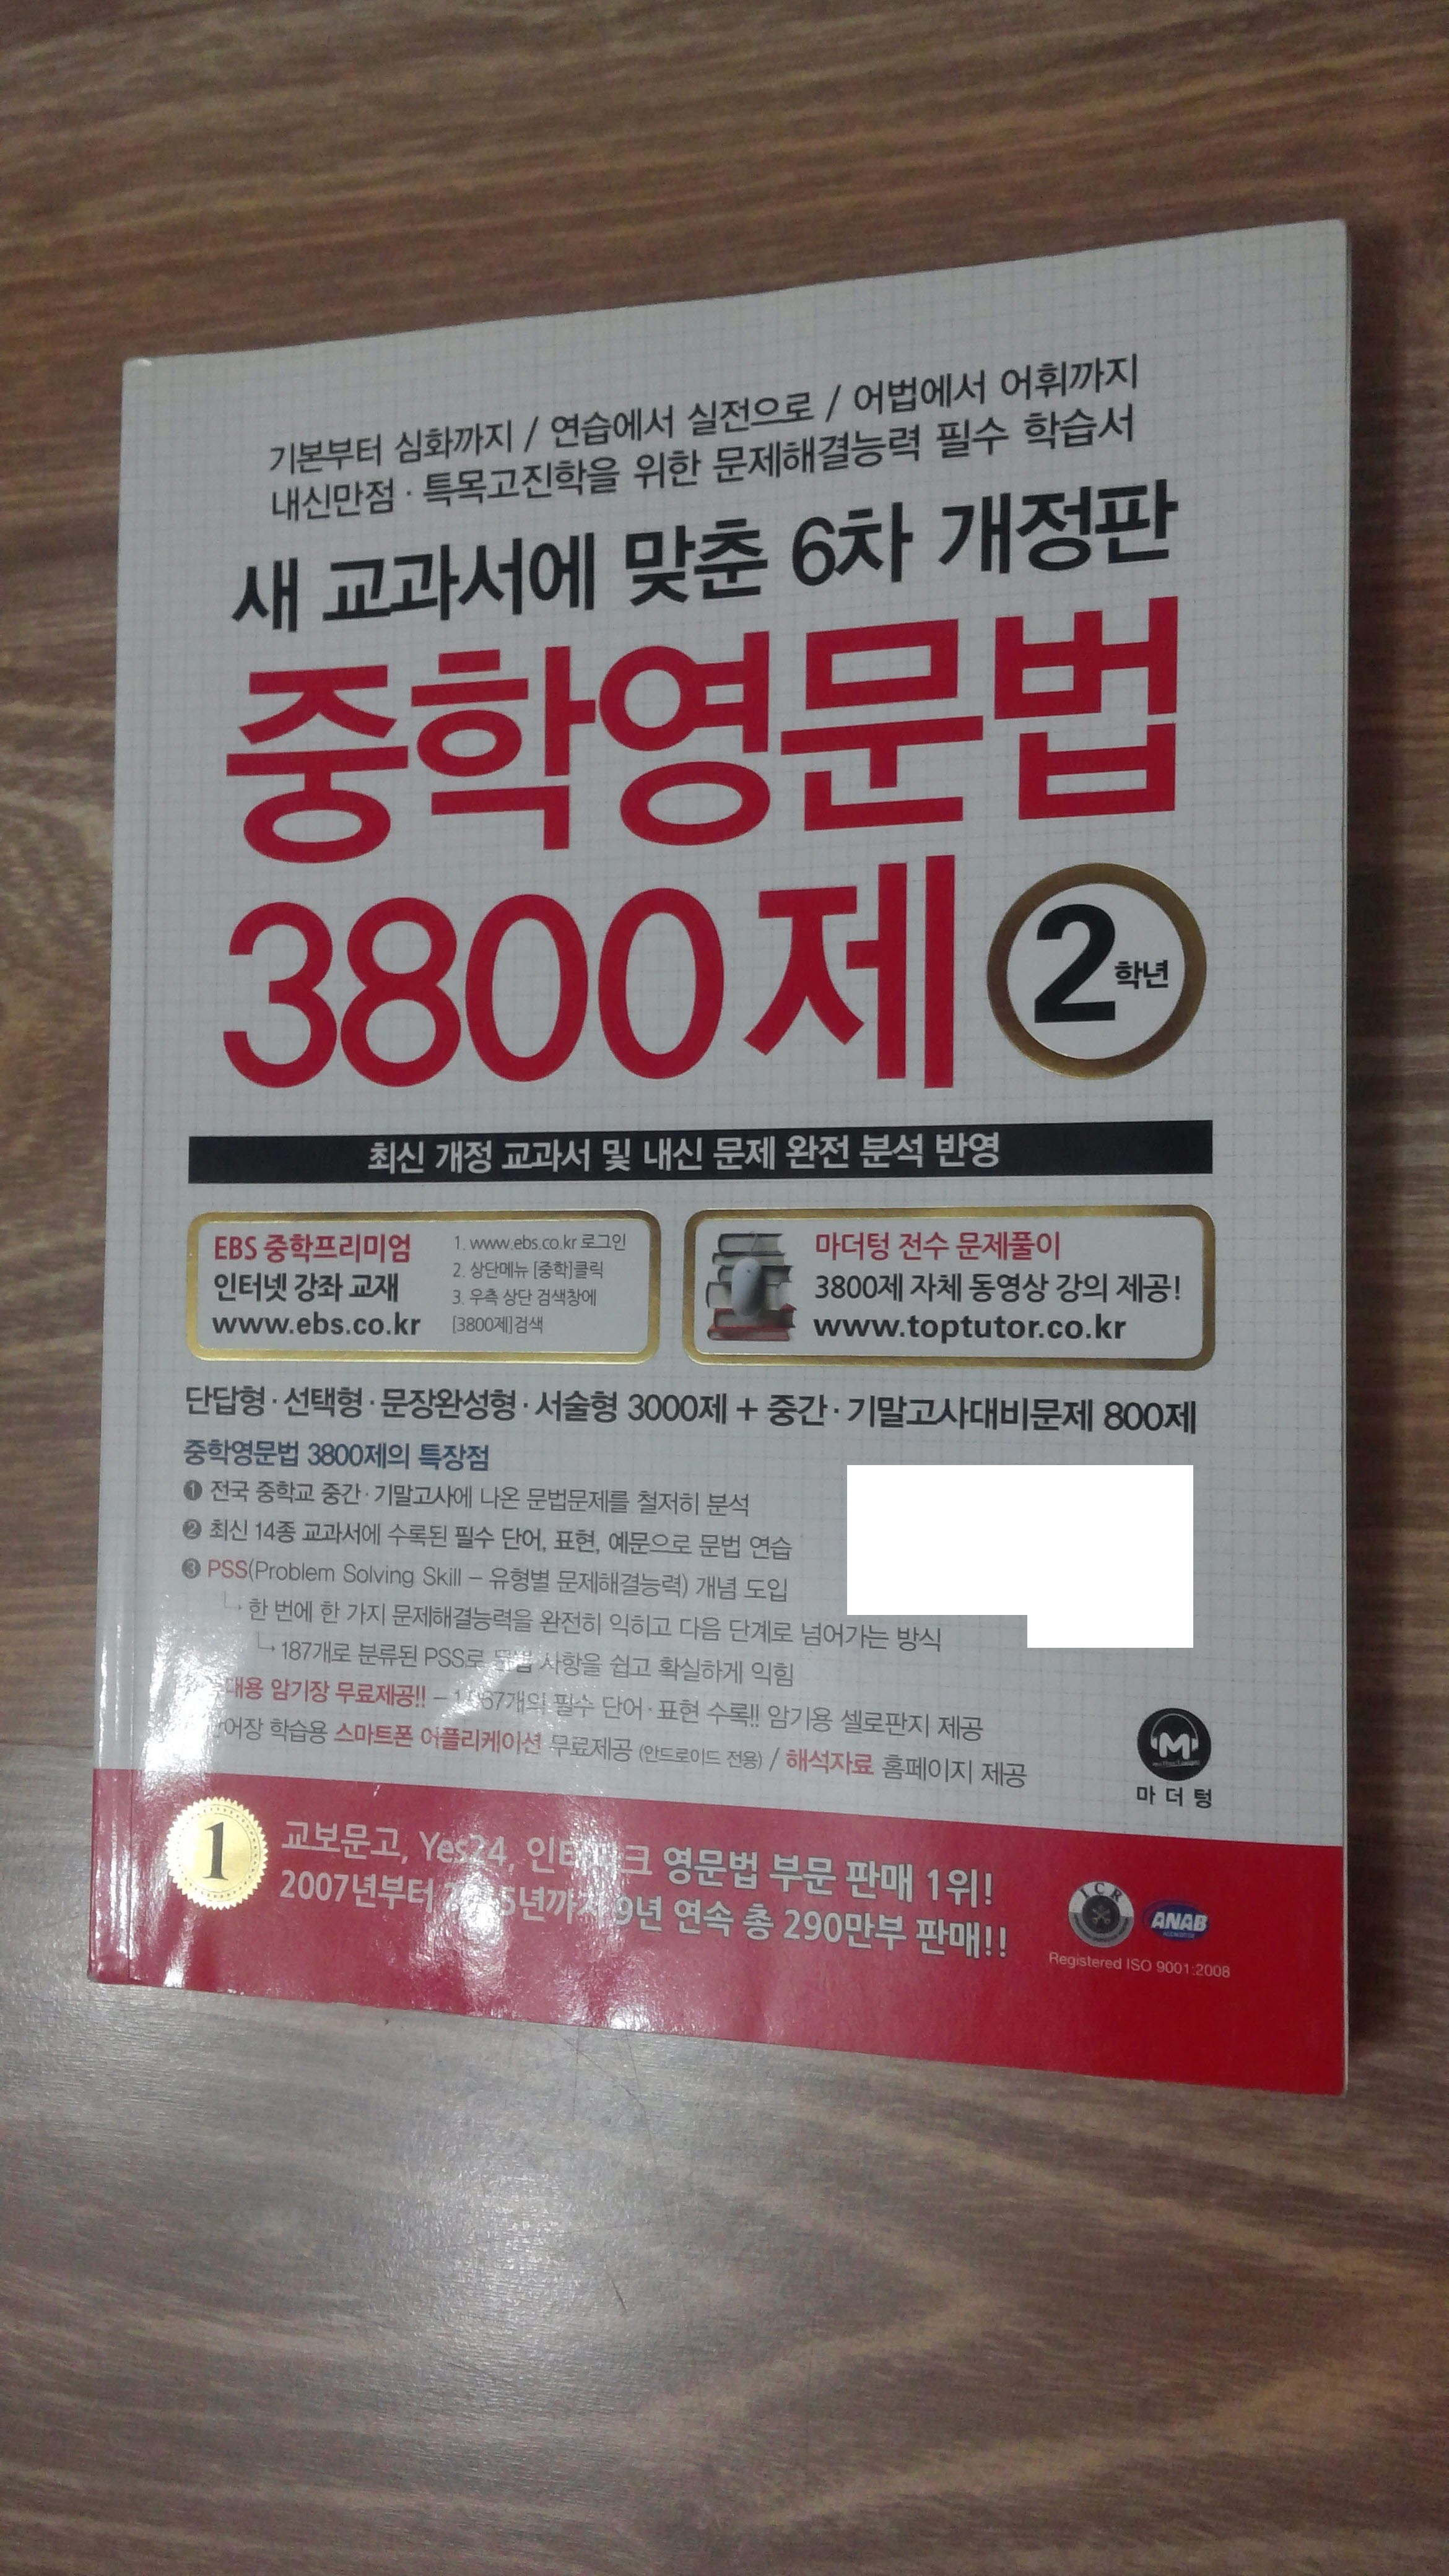 기본부터 심화까지 / 연습에서 실전으로 / 어법에서 어휘까지
내신만점 · 특목고진학을 위한 문제해결능력 필수 학습서
새 교과서에 맞춘 6차 개정판
중학영문법
3800제 2학년
최신 개정 교과서 및 내신 문제 완전 분석 반영
EBS 중학프리미엄
인터넷 강좌 교재
www.ebs.co.kr
1. www.ebs.co.kr 로그인
2. 상단메뉴 [중학]클릭
3. 우측 상단 검색창에
[3800제]검색
마더텅 전수 문제풀이
3800제 자체 동영상 강의 제공!
www.toptutor.co.kr
단답형 · 선택형 · 문장완성형 · 서술형 3000제 + 중간 · 기말고사대비문제 800제
중학영문법 3800제의 특장점
❶ 전국 중학교 중간 · 기말고사에 나온 문법문제를 철저히 분석
❷ 최신 14종 교과서에 수록된 필수 단어, 표현, 예문으로 문법 연습
❸ PSS(Problem Solving Skill – 유형별 문제해결능력) 개념 도입
한 번에 한 가지 문제해결능력을 완전히 익히고 다음 단계로 넘어가는 방식
187개로 분류된 PSS로 사항을 쉽고 확실하게 익힘
암기장 무료제공!! – 필수 단어 · 표현 수록!! 암기용 셀로판지 제공
학습용 스마트폰 어플리케이션 무료제공 (안드로이드 전용) / 해석자료 홈페이지 제공
M
마더텅
1
교보문고, Yes24, 영문법 부문 판매 1위!
2007년부터 9년 연속 총 290만부 판매!!
ICR
ANAB
Registered ISO 9001:2008